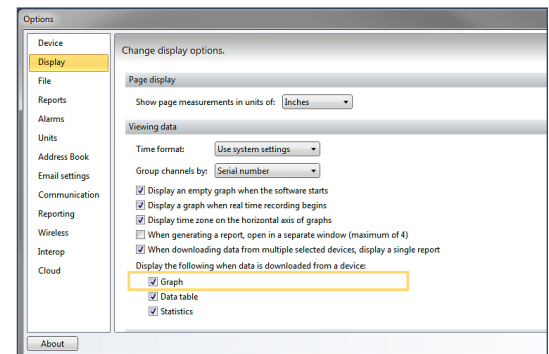 Options
Device
Display
File
Reports
Alarms
Units
Address Book
Email settings
Communication
Reporting
Wireless
Interop
Cloud
About
Change display options.
Page display
Show page measurements in units of: Inches
Viewing data
Time format: Use system settings
Group channels by: Serial number
Display an empty graph when the software starts
Display a graph when real time recording begins
Display time zone on the horizontal axis of graphs
When generating a report, open in a separate window (maximum of 4)
When downloading data from multiple selected devices, display a single report
Display the following when data is downloaded from a device:
Graph
Data table
Statistics